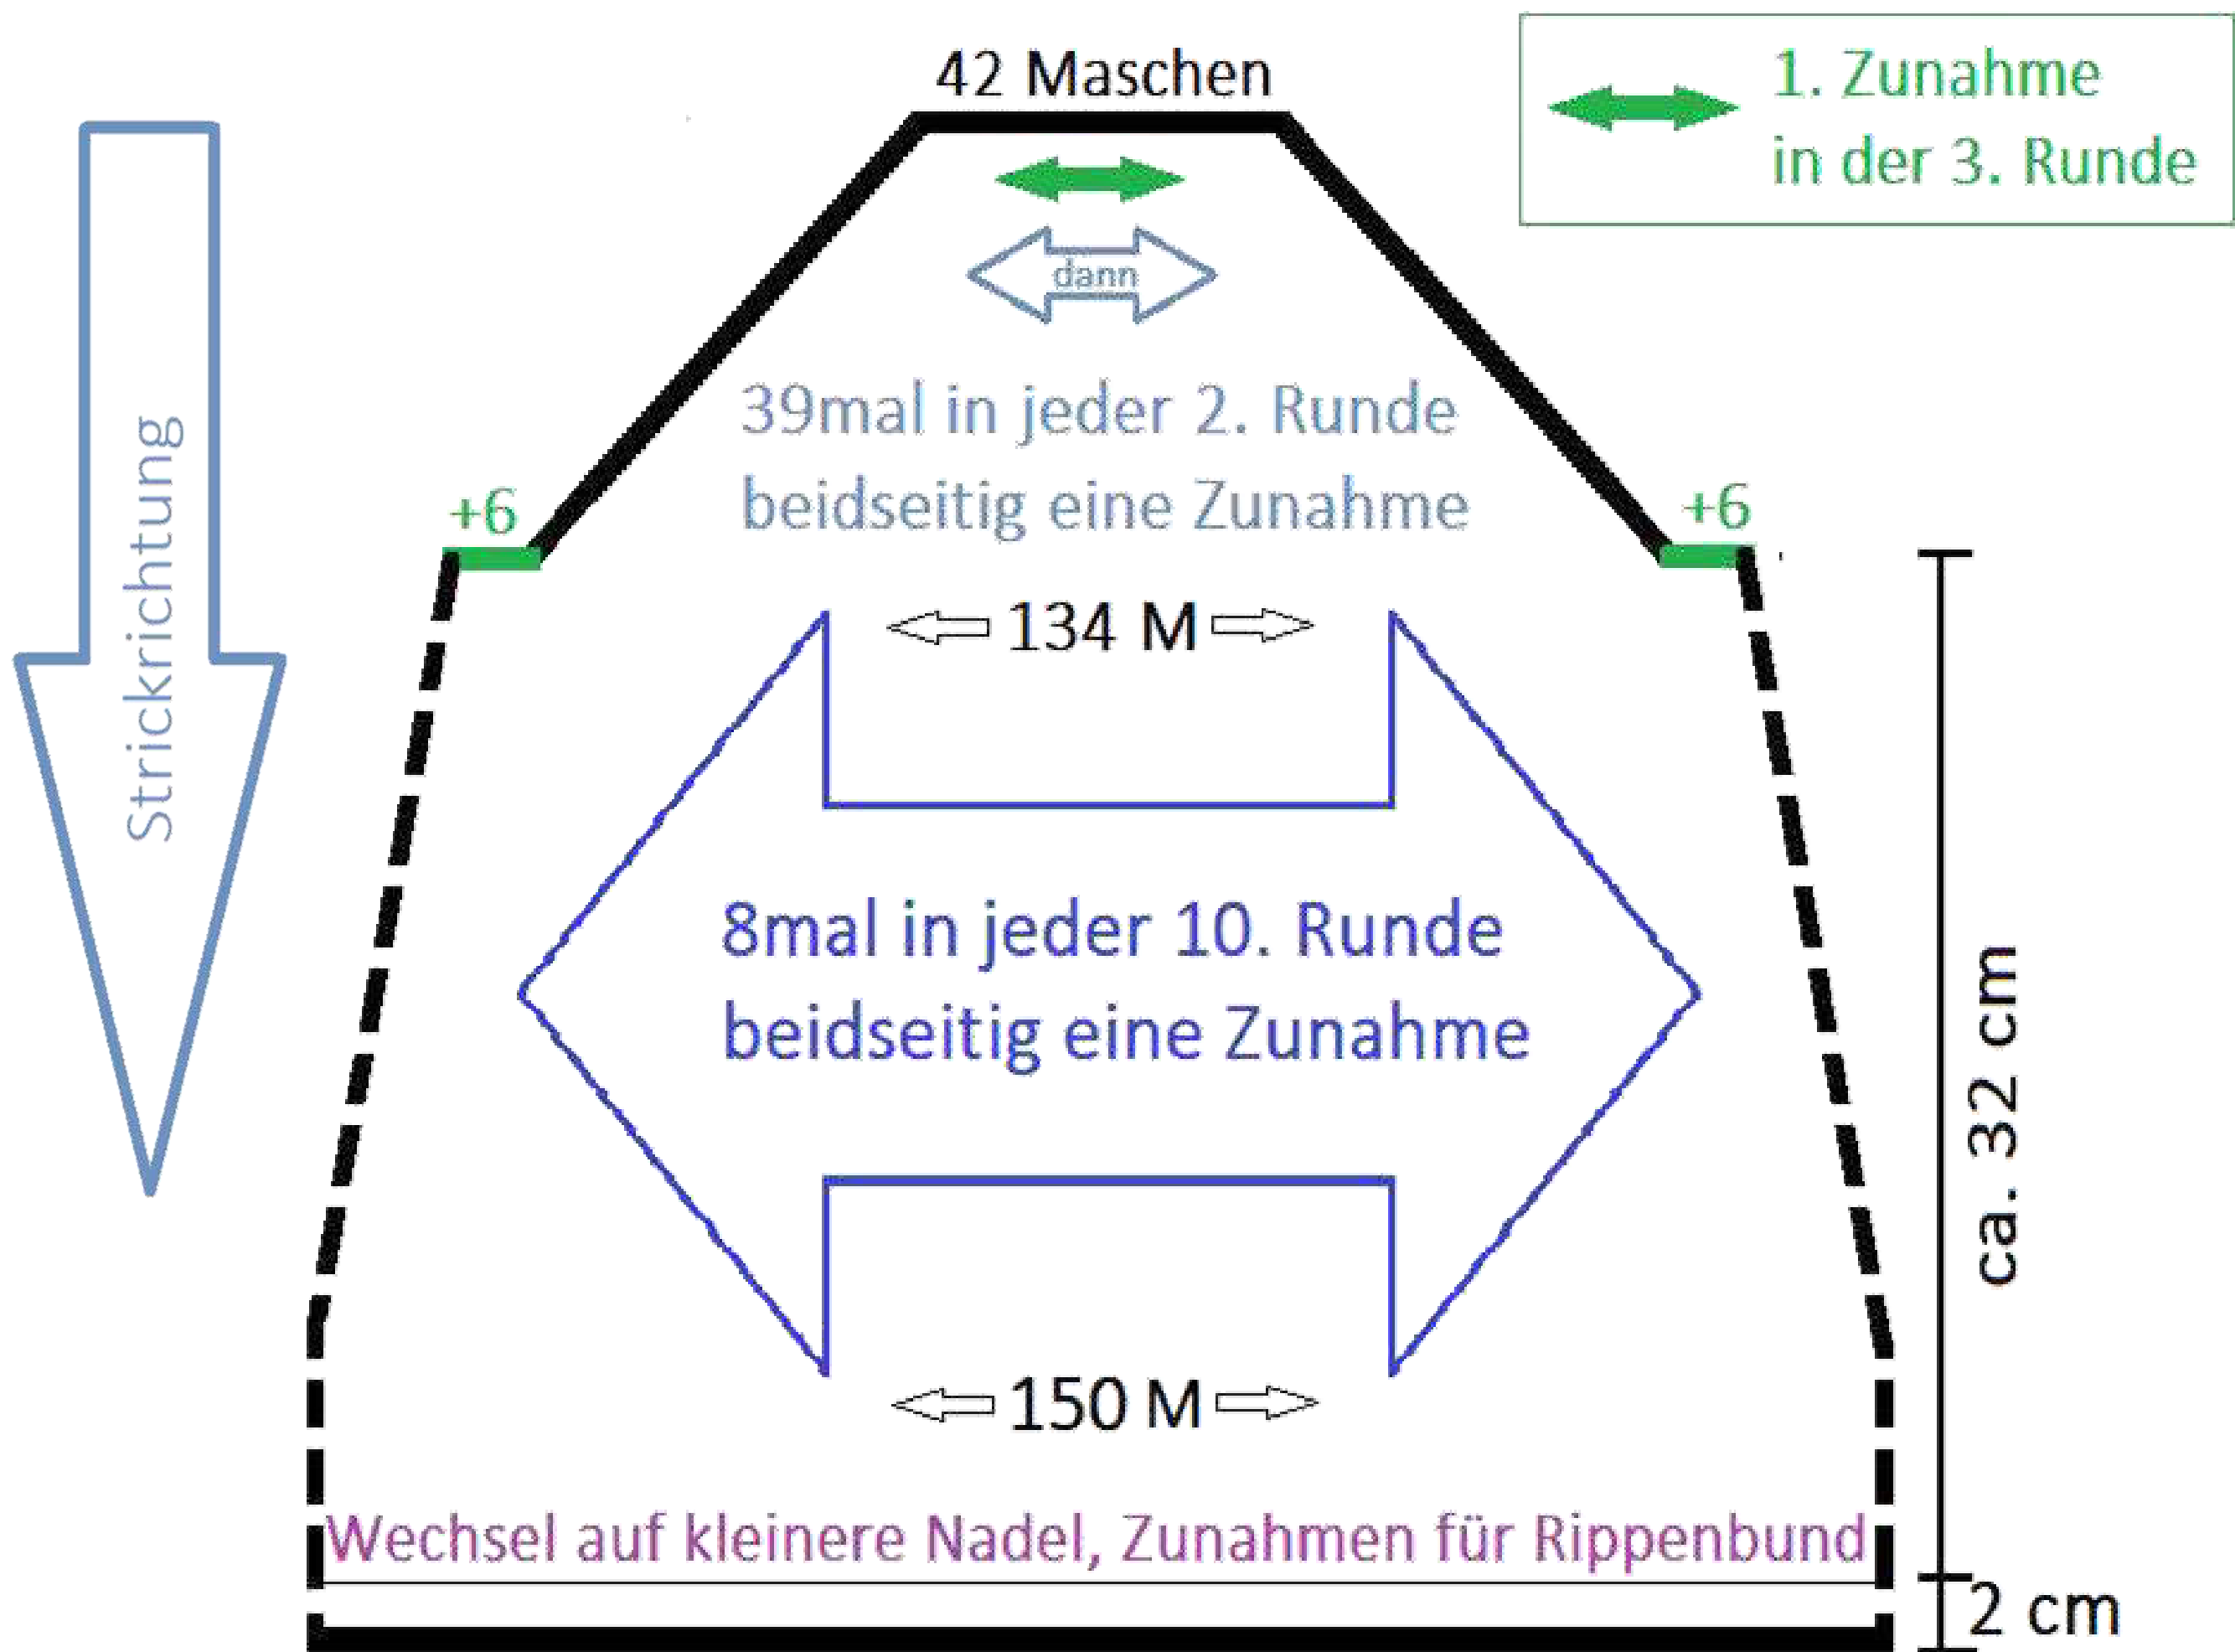 42 Maschen
1. Zunahme
in der 3. Runde
dann
39mal in jeder 2. Runde
beidseitig eine Zunahme
+6
+6
Strickrichtung
134 M
8mal in jeder 10. Runde
beidseitig eine Zunahme
ca. 32 cm
150 M
Wechsel auf kleinere Nadel, Zunahmen für Rippenbund
2 cm